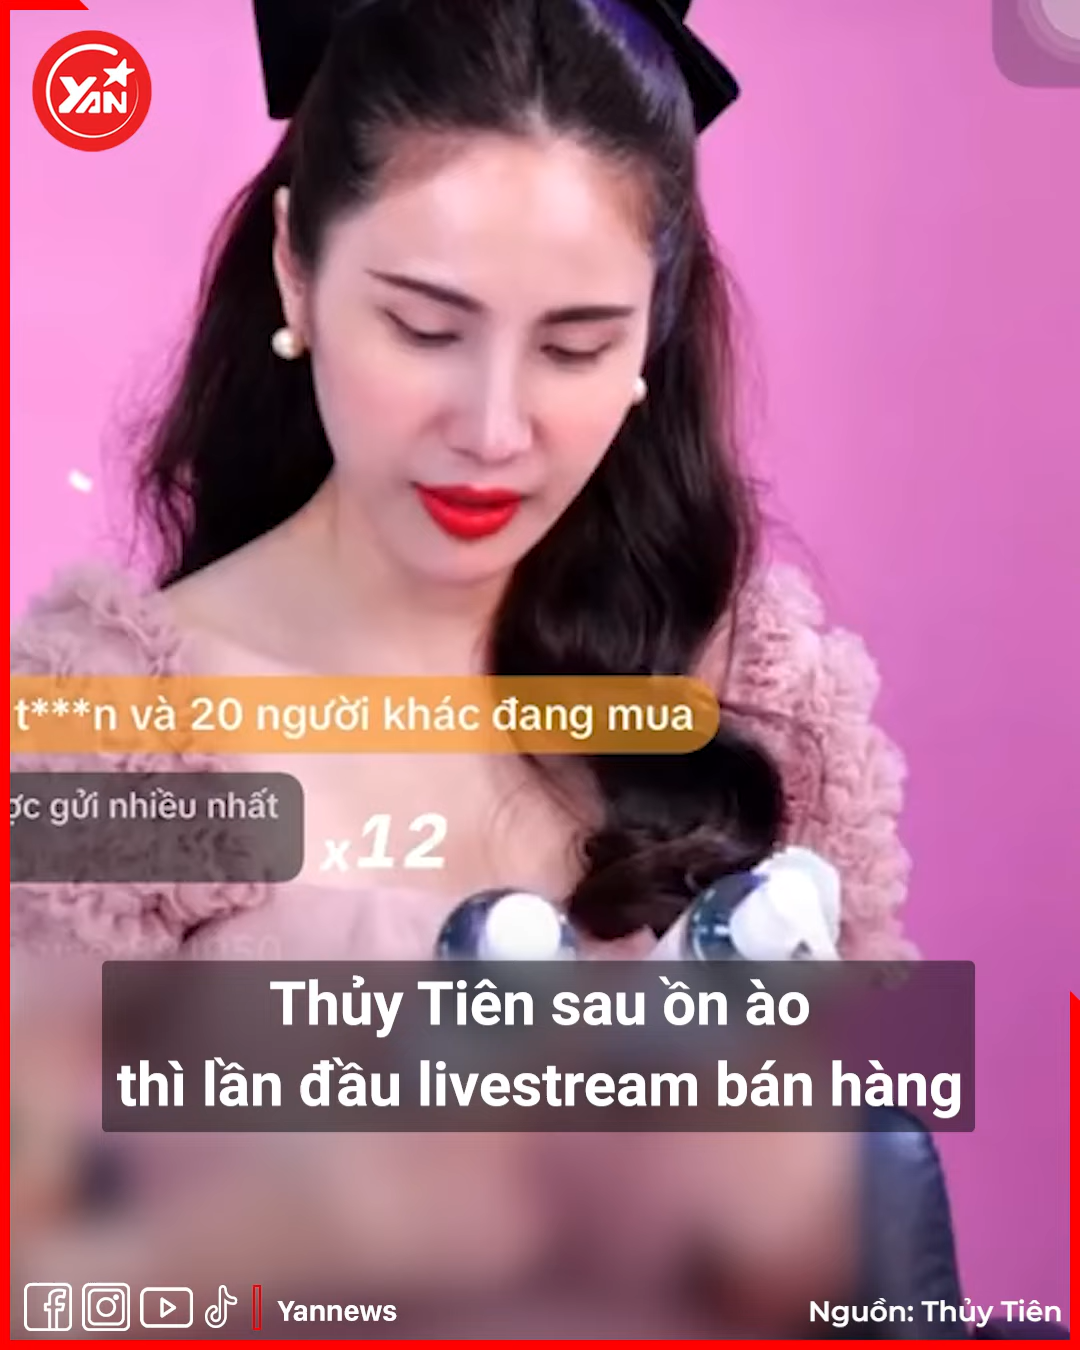 YAN
t***n và 20 người khác đang mua
ợc gửi nhiều nhất
x12
Thủy Tiên sau ồn ào
thì lần đầu livestream bán hàng
Yannews
Nguồn: Thủy Tiên